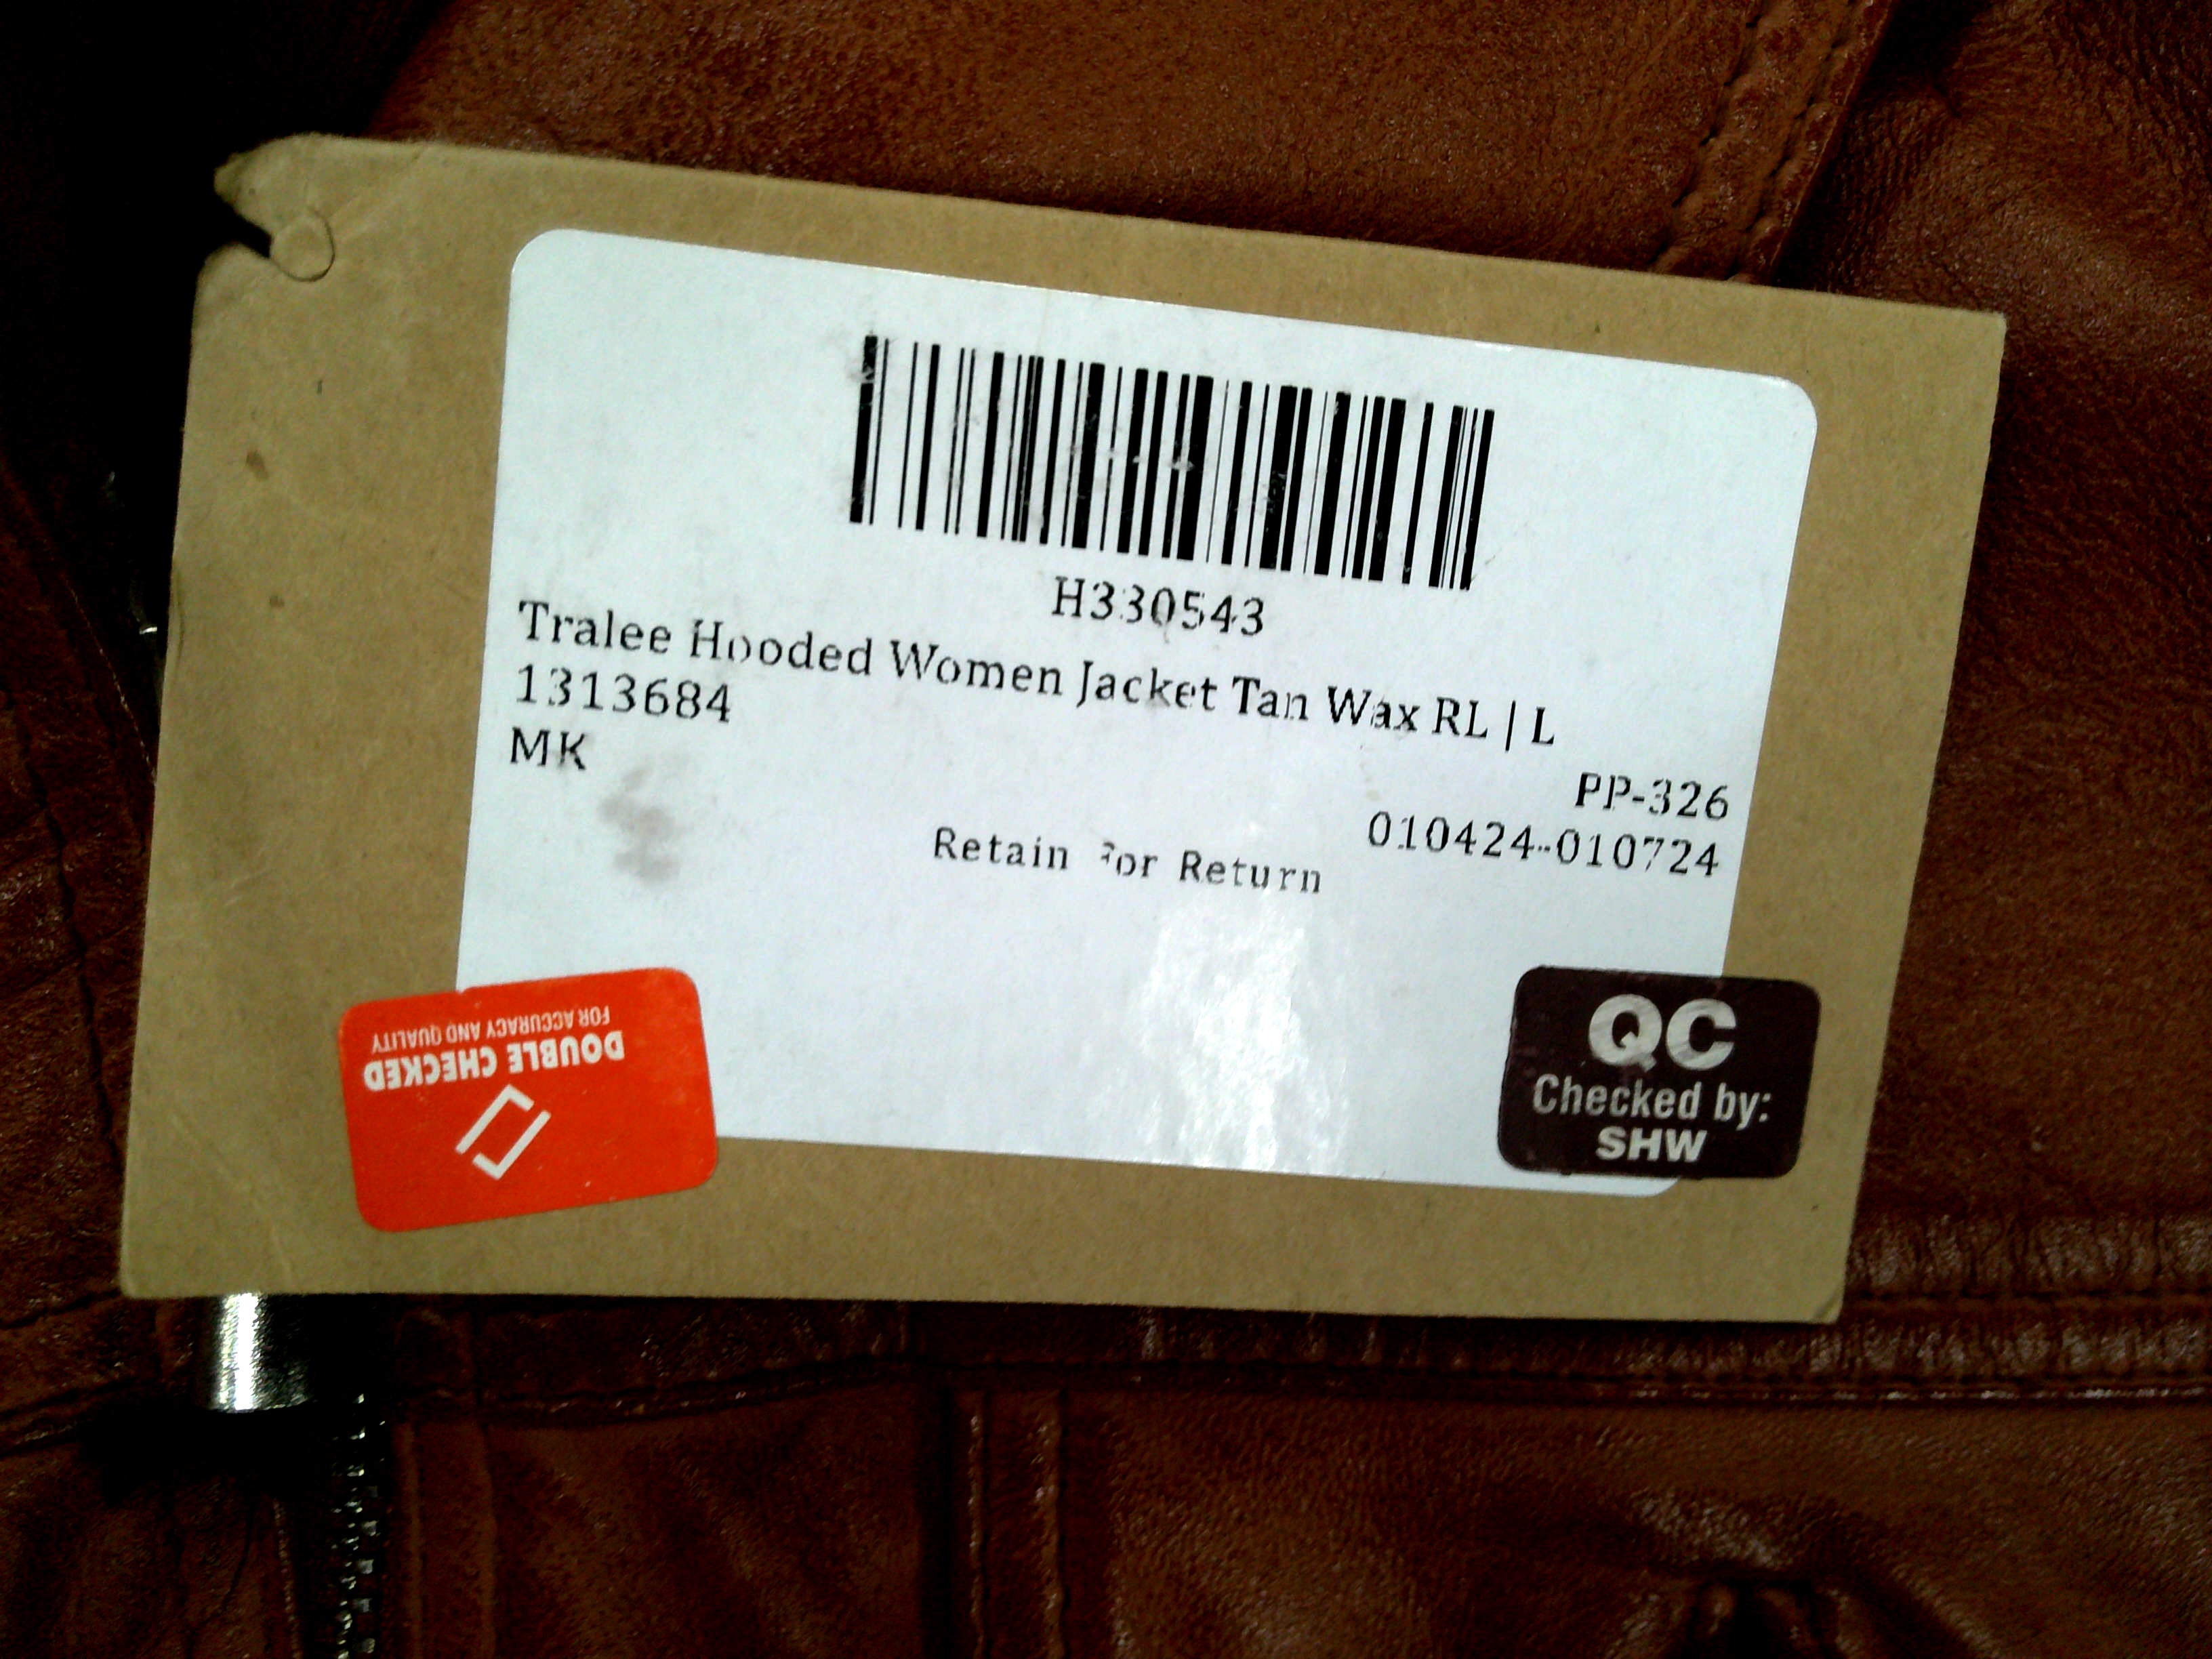 H330543
Tralee Hooded Women Jacket Tan Wax RL | L
1313684
MK
PP-326
010424-010724
Retain For Return
DOUBLE CHECKED
FOR ACCURACY AND QUALITY
QC
Checked by:
SHW